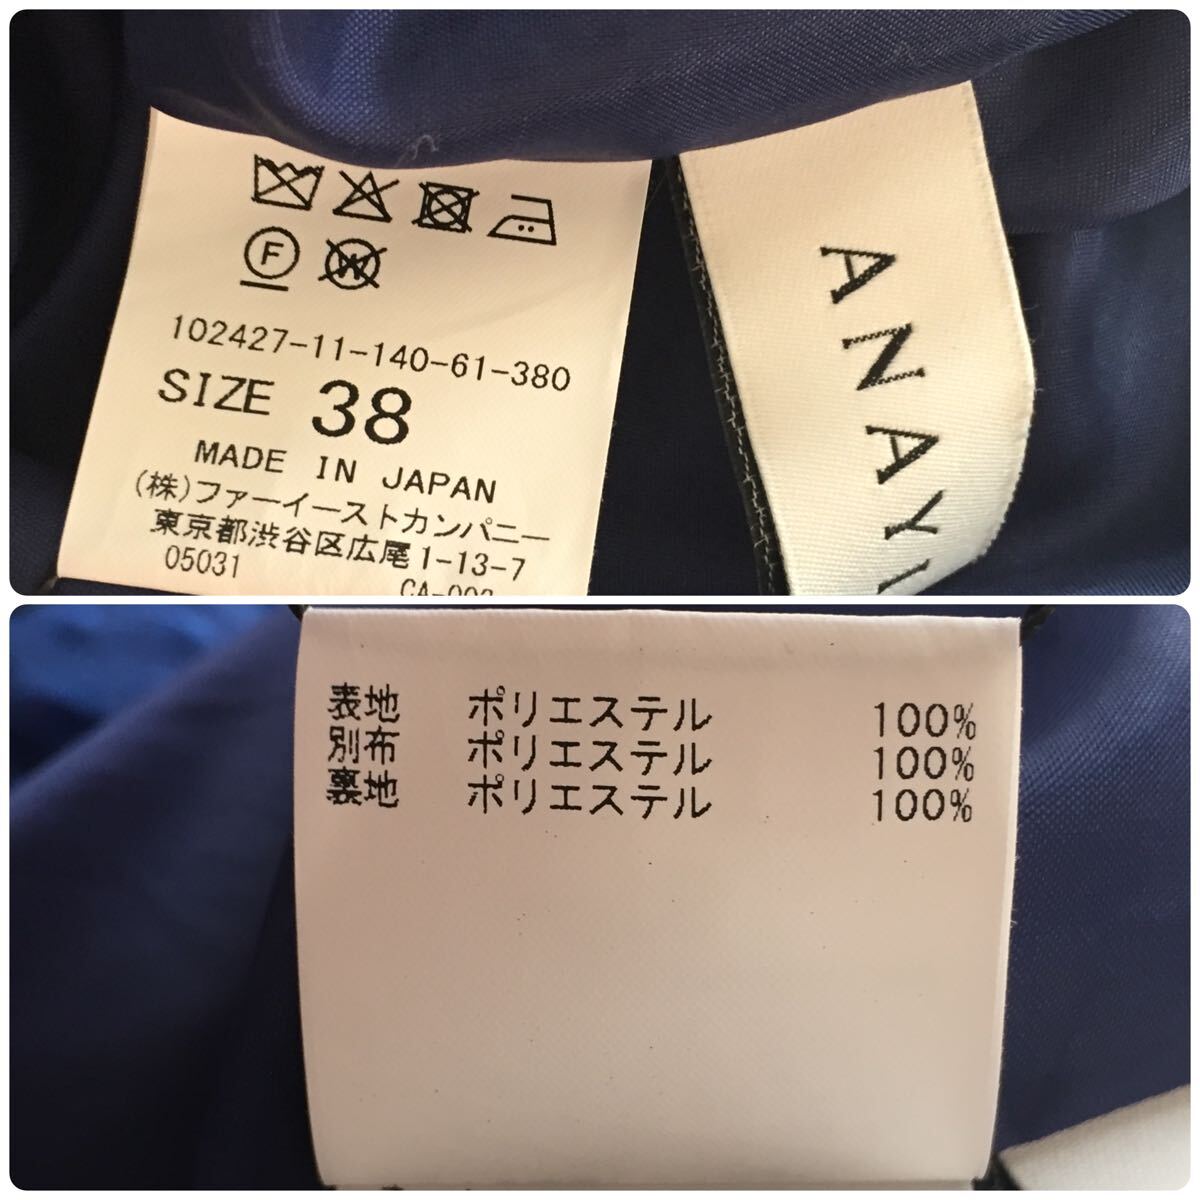 F
W
102427-11-140-61-380
SIZE 38
MADE IN JAPAN
(株)ファーイーストカンパニー
東京都渋谷区広尾1-13-7
05031
ANAY
表地 ポリエステル 100%
別布 ポリエステル 100%
裏地 ポリエステル 100%